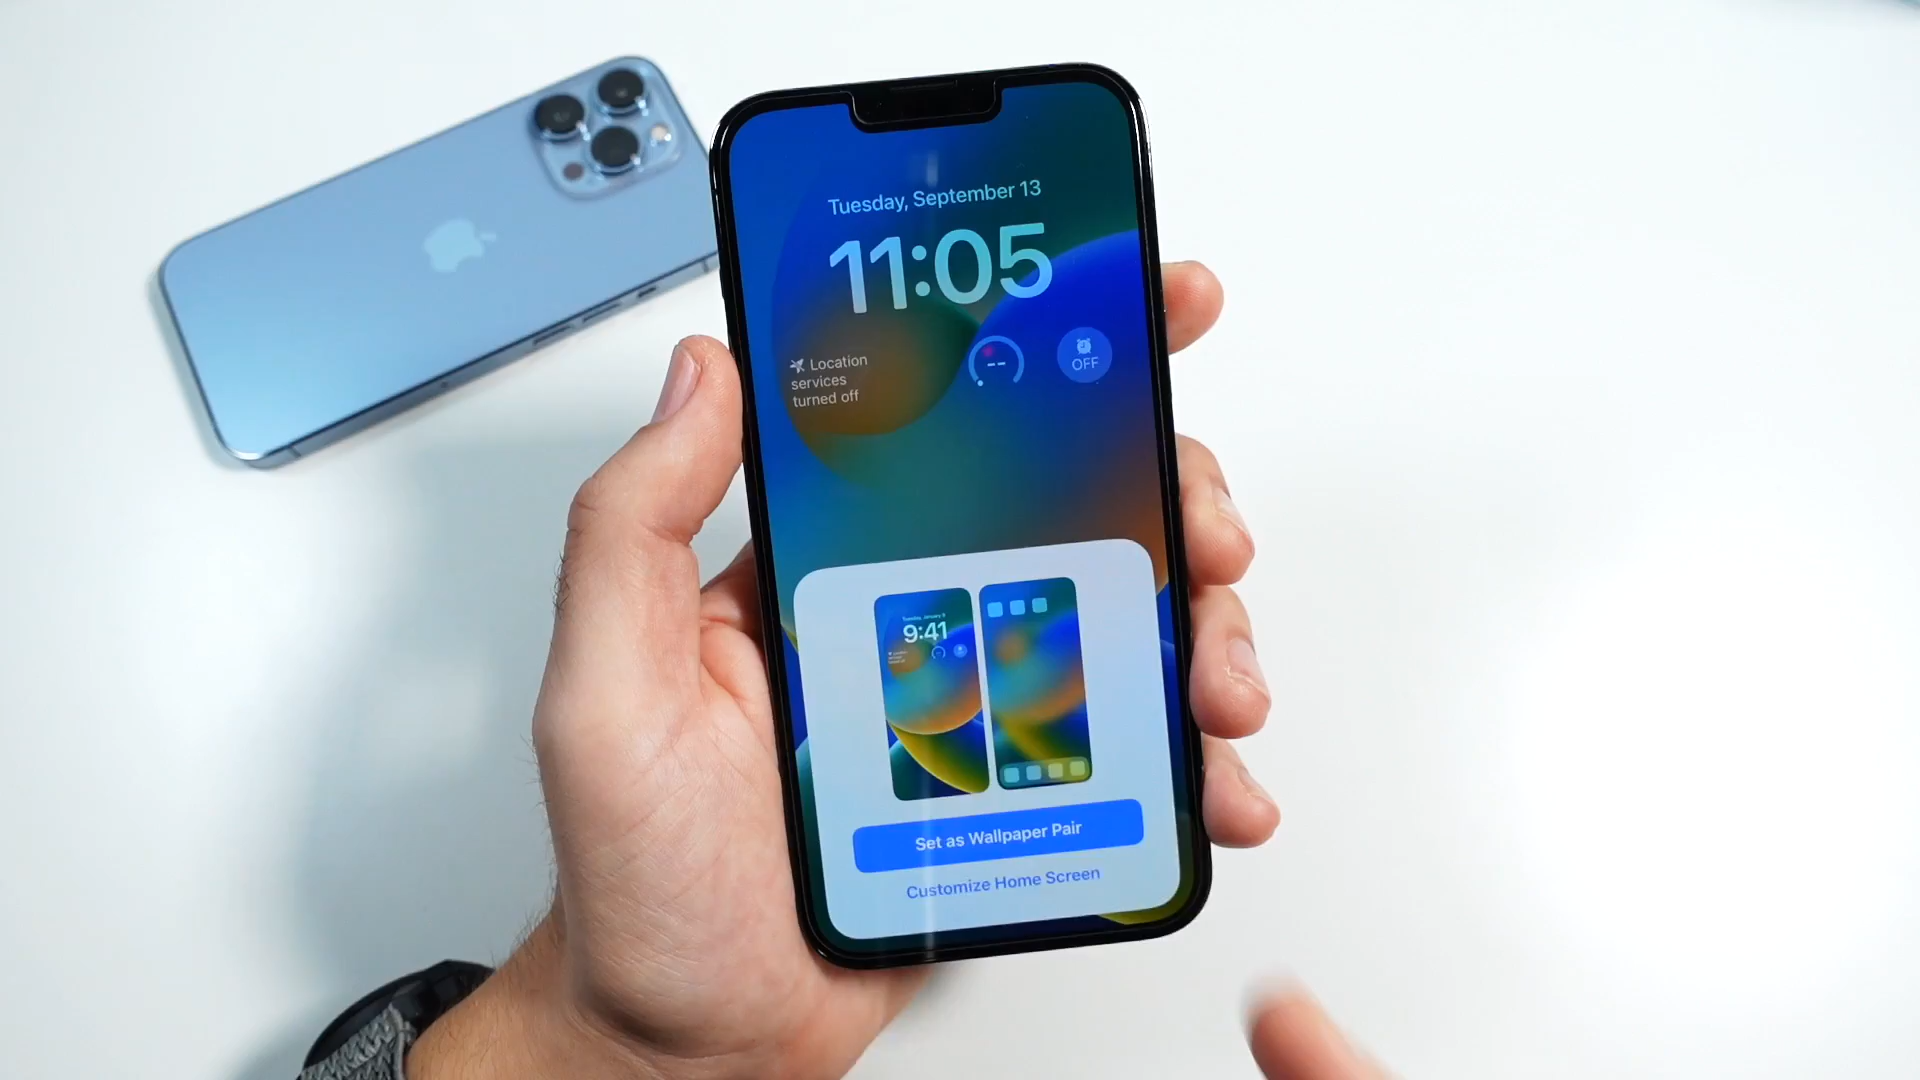 Tuesday, September 13
11:05
Location
services
turned off
--
OFF
9:41
Set as Wallpaper Pair
Customize Home Screen